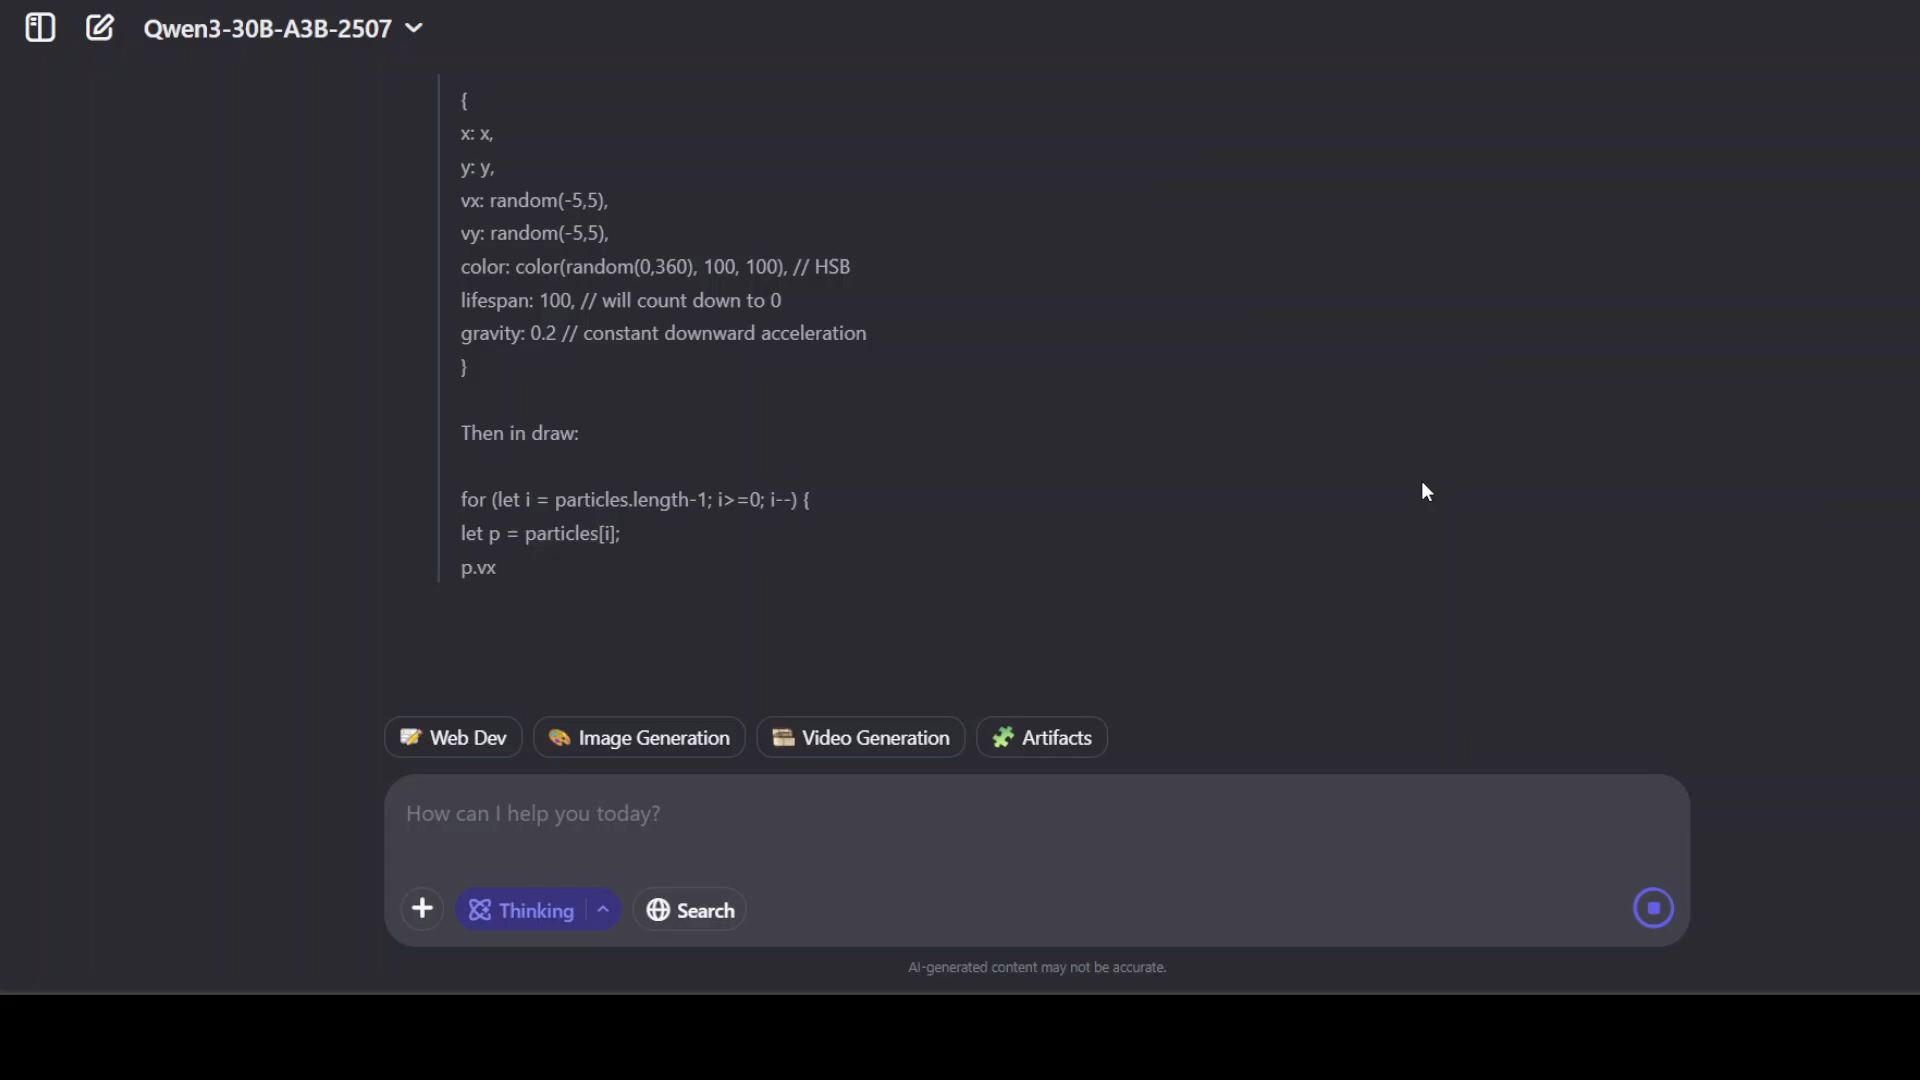 Qwen3-30B-A3B-2507
{
x: x,
y: y,
vx: random(-5,5),
vy: random(-5,5),
color: color(random(0,360), 100, 100), // HSB
lifespan: 100, // will count down to 0
gravity: 0.2 // constant downward acceleration
}
Then in draw:
for (let i = particles.length-1; i>=0; i--) {
let p = particles[i];
p.vx
Web Dev
Image Generation
Video Generation
Artifacts
How can I help you today?
Thinking
Search
AI-generated content may not be accurate.